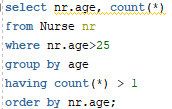 select nr.age, count(*)
from Nurse nr
where nr.age>25
group by age
having count(*) > 1
order by nr.age;